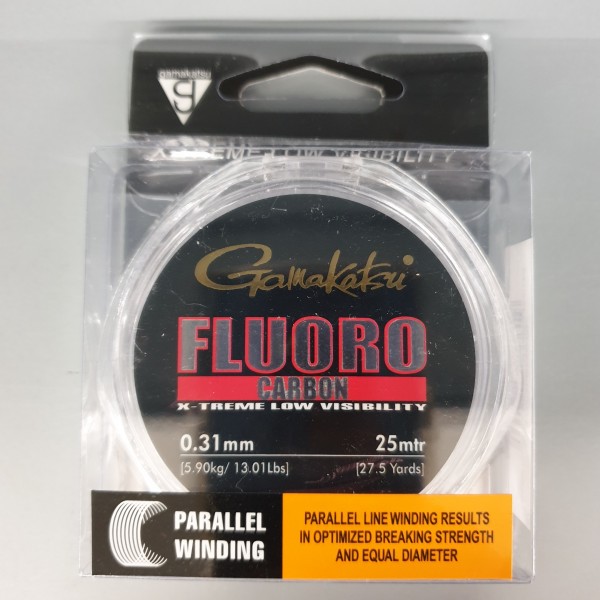 gamakatsu
G
X-TREME LOW VISIBILITY
Gamakatsu
FLUORO
CARBON
X-TREME LOW VISIBILITY
0.31mm 25mtr
[5.90kg/ 13.01Lbs] [27.5 Yards]
PARALLEL
WINDING
PARALLEL LINE WINDING RESULTS
IN OPTIMIZED BREAKING STRENGTH
AND EQUAL DIAMETER